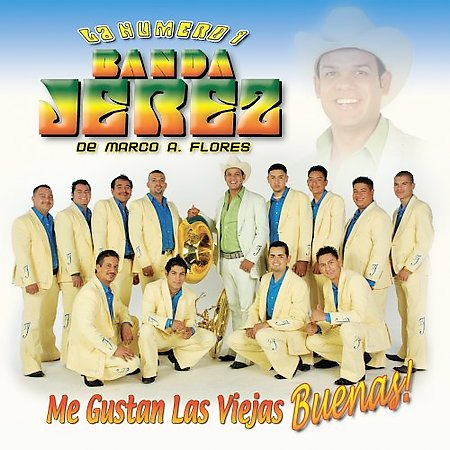 La NUMERO 1
BANDA
JEREZ
DE MARCO A. FLORES
Me Gustan Las Viejas Buenas!